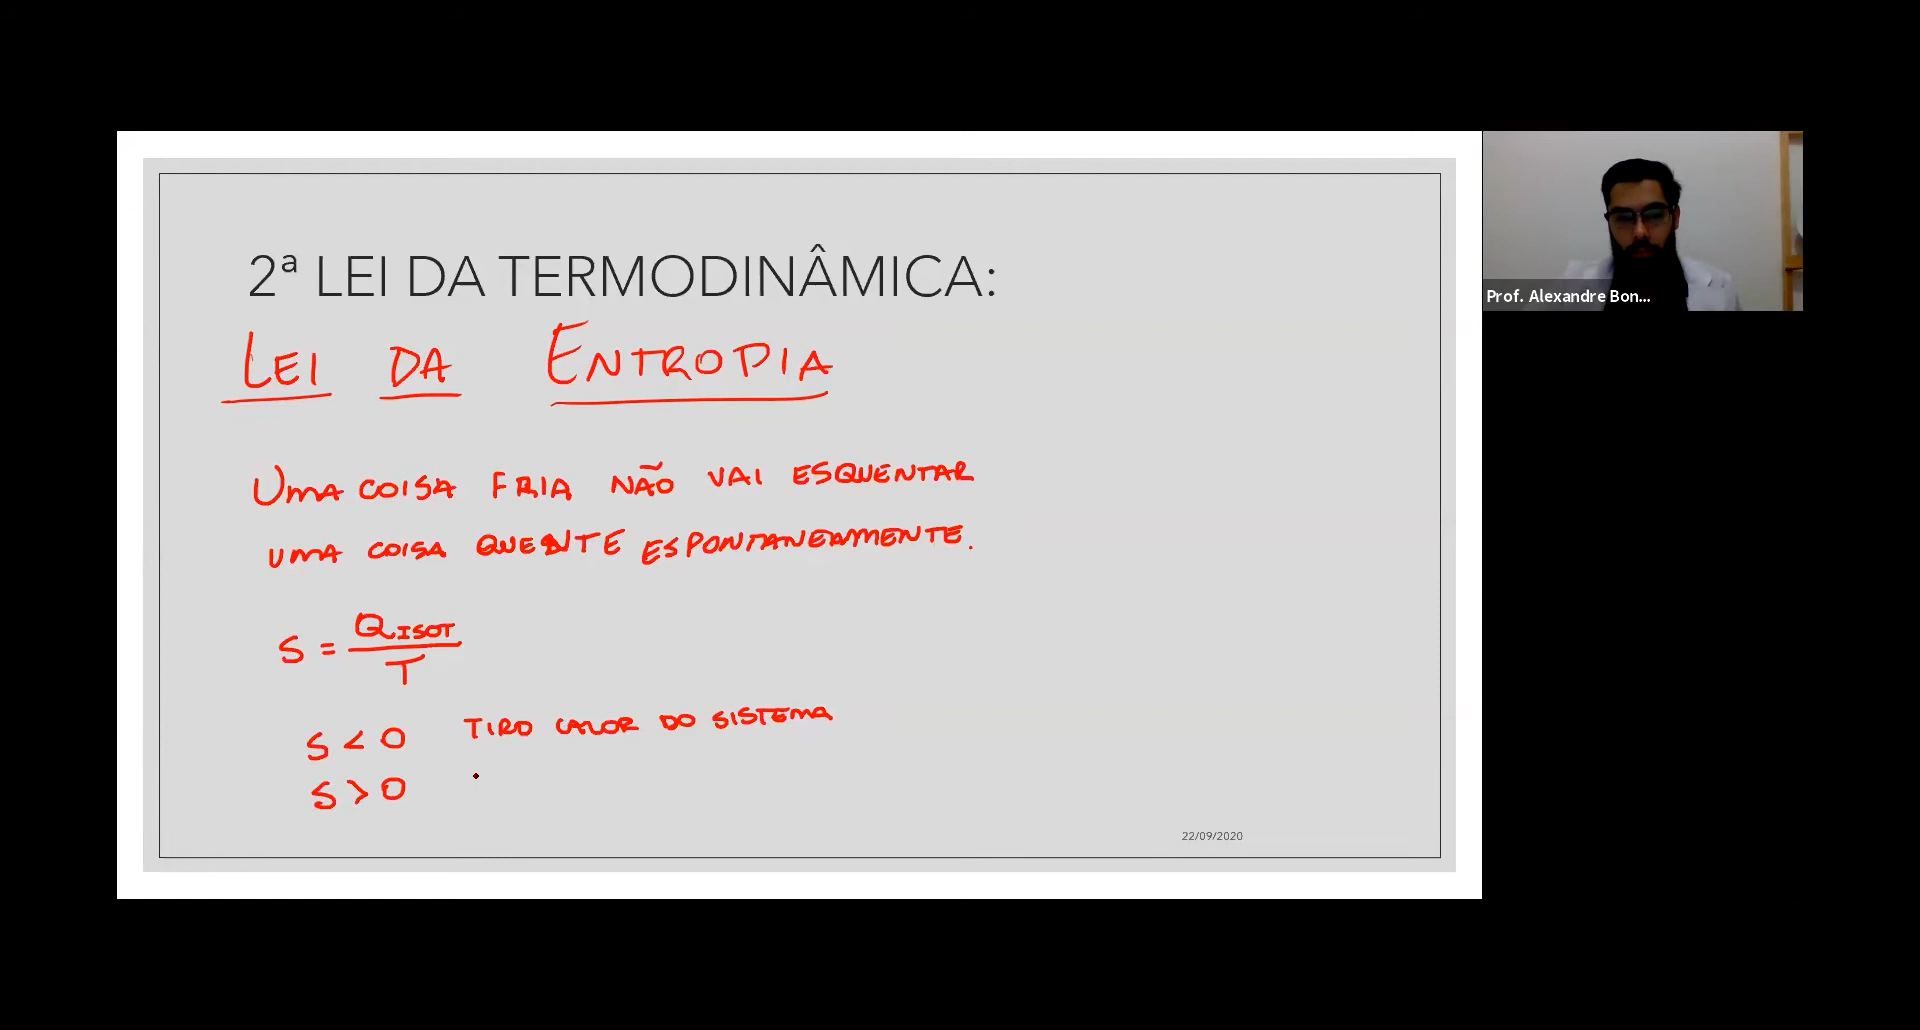 2ª LEI DA TERMODINÂMICA:
LEI DA ENTROPIA
UMA COISA FRIA NÃO VAI ESQUENTAR
UMA COISA QUENTE ESPONTANEAMENTE.
S = QISOT / T
S < 0 TIRO CALOR DO SISTEMA
S > 0
22/09/2020
Prof. Alexandre Bon...